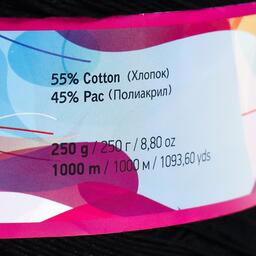 55% Cotton (Хлопок)
45% Pac (Полиакрил)
250 g / 250 г / 8,80 oz
1000 m / 1000 м / 1093,60 yds